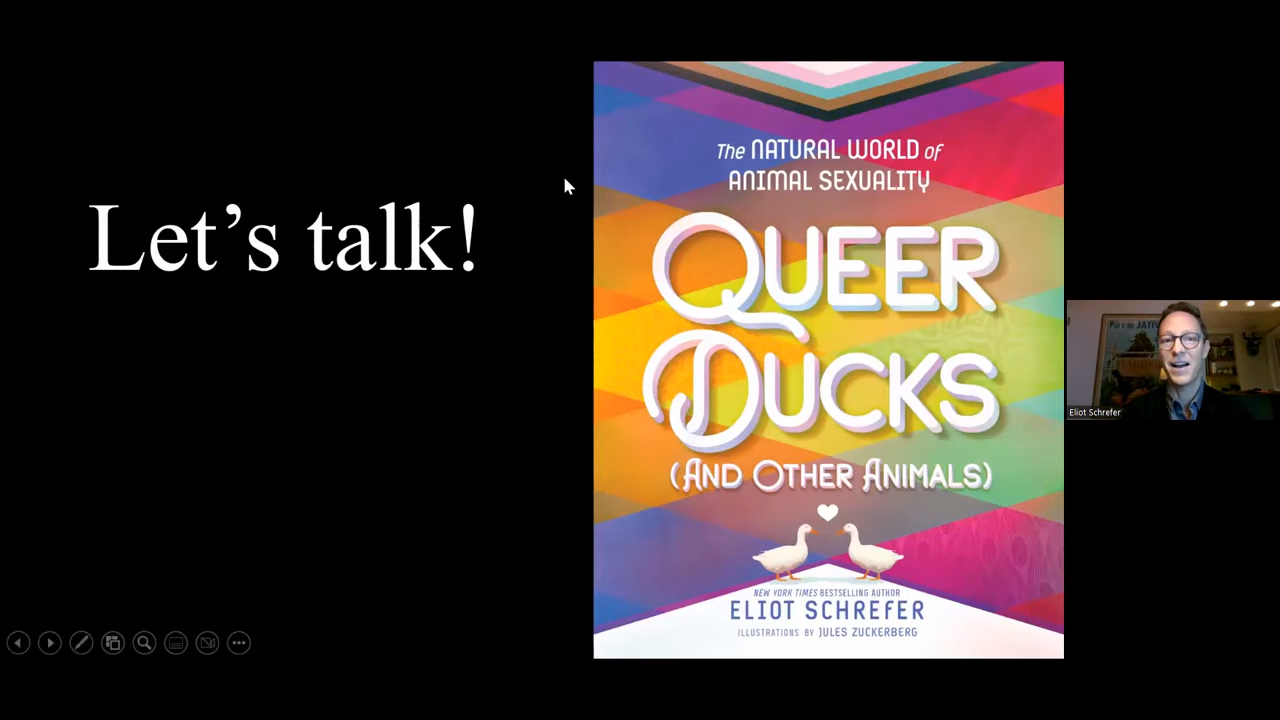 Let's talk!
The NATURAL WORLD of
ANIMAL SEXUALITY
QUEER
DUCKS
(AND OTHER ANIMALS)
NEW YORK TIMES BESTSELLING AUTHOR
ELIOT SCHREFER
ILLUSTRATIONS BY JULES ZUCKERBERG
Eliot Schrefer